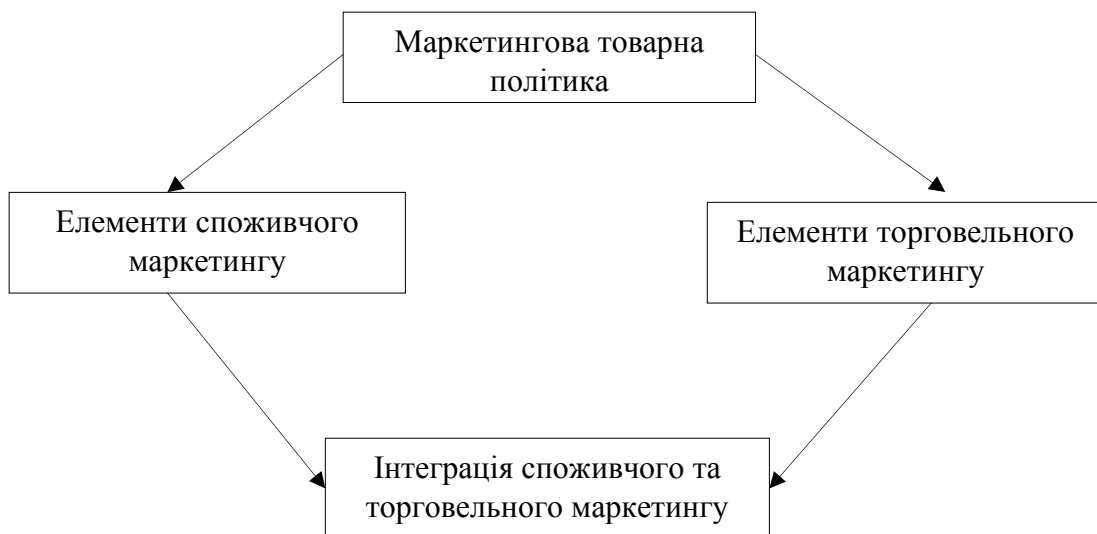 Маркетингова товарна
політика
Елементи споживчого
маркетингу
Елементи торговельного
маркетингу
Інтеграція споживчого та
торговельного маркетингу